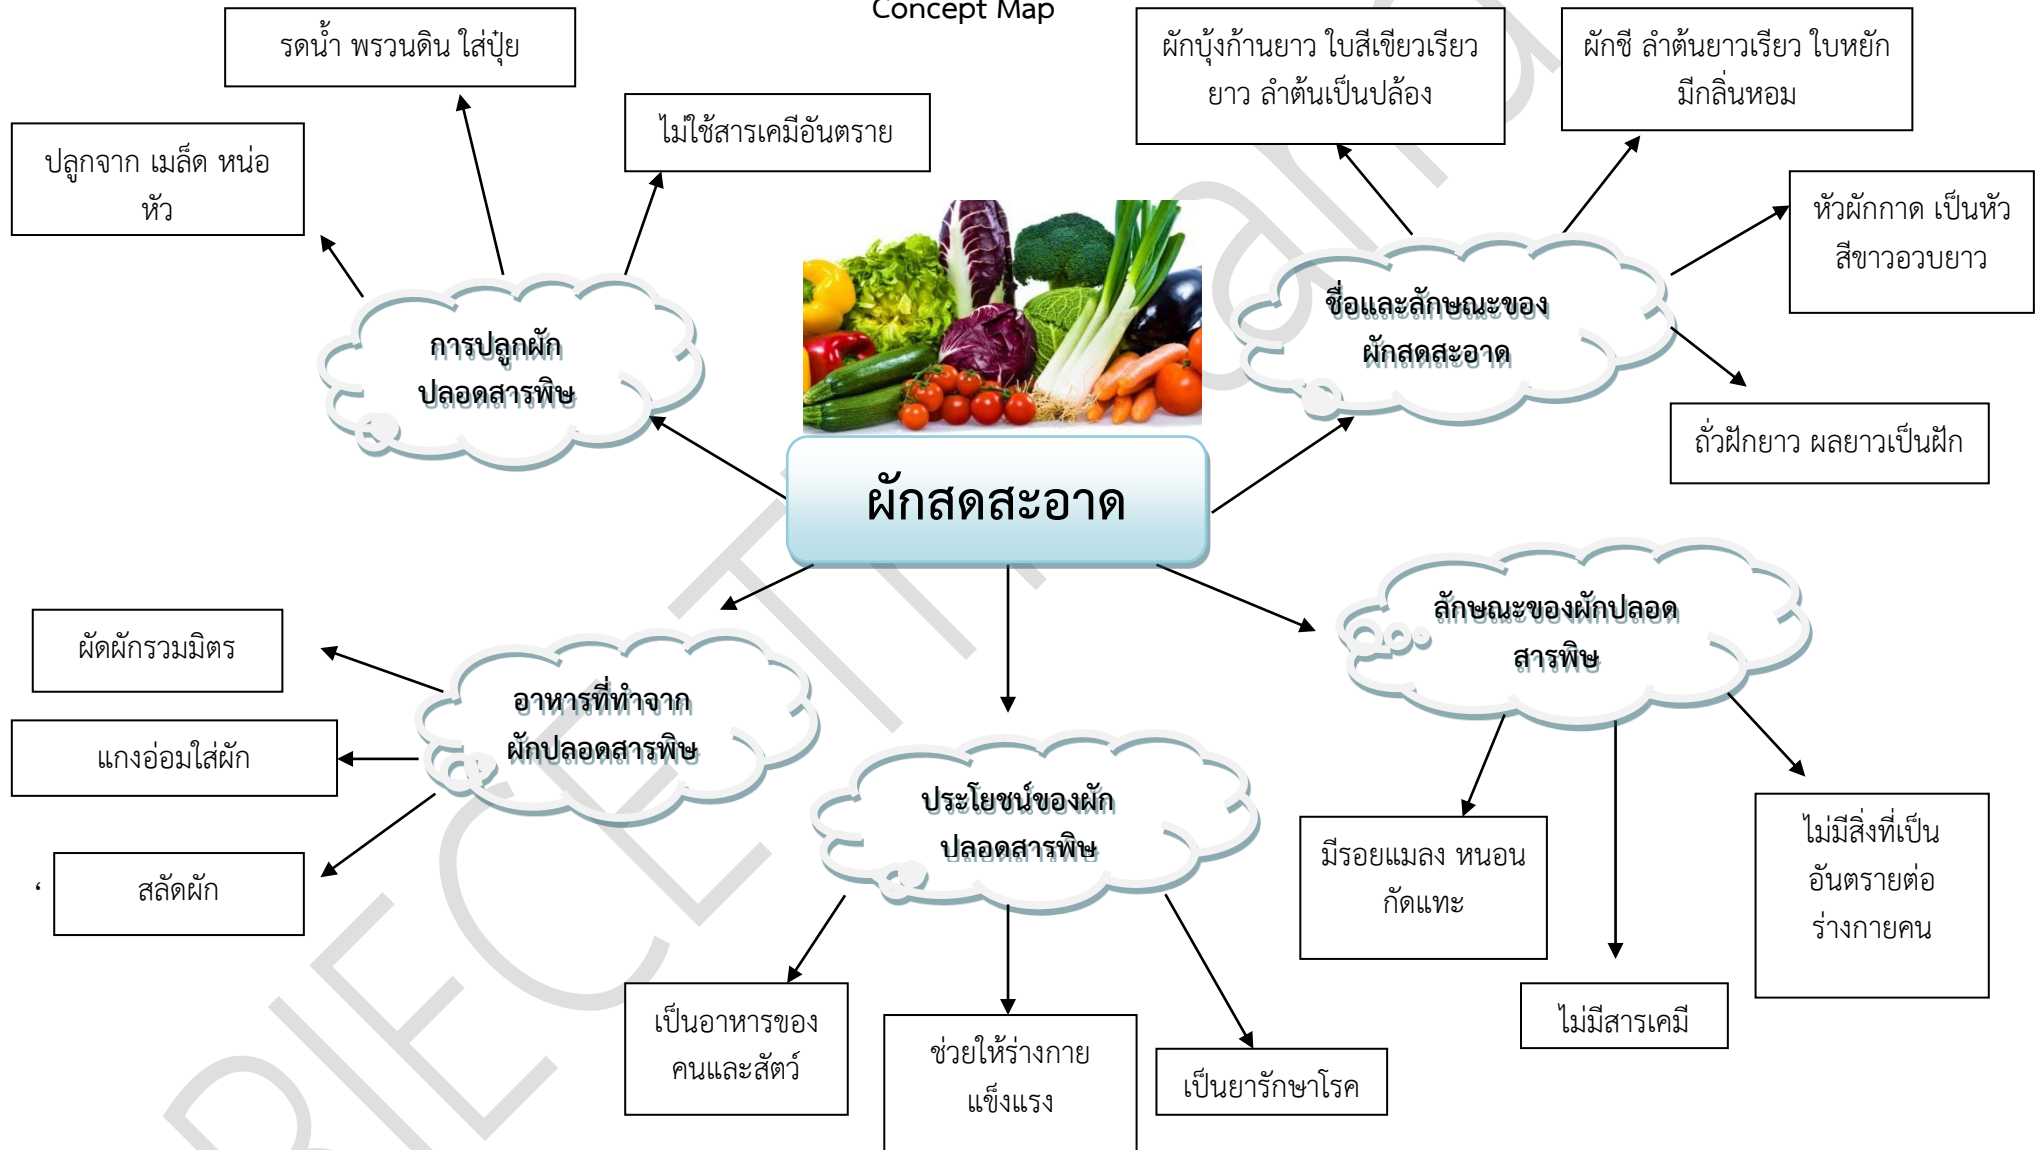 Concept Map
รดน้ำ พรวนดิน ใส่ปุ๋ย
ไม่ใช้สารเคมีอันตราย
ปลูกจาก เมล็ด หน่อ
หัว
การปลูกผัก
ปลอดสารพิษ
ผักบุ้งก้านยาว ใบสีเขียวเรียว
ยาว ลำต้นเป็นปล้อง
ผักชี ลำต้นยาวเรียว ใบหยัก
มีกลิ่นหอม
หัวผักกาด เป็นหัว
สีขาวอวบยาว
ชื่อและลักษณะของ
ผักสดสะอาด
ถั่วฝักยาว ผลยาวเป็นฝัก
ผักสดสะอาด
ลักษณะของผักปลอด
สารพิษ
มีรอยแมลง หนอน
กัดแทะ
ไม่มีสารเคมี
ไม่มีสิ่งที่เป็น
อันตรายต่อ
ร่างกายคน
อาหารที่ทำจาก
ผักปลอดสารพิษ
ผัดผักรวมมิตร
แกงอ่อมใส่ผัก
‘
สลัดผัก
ประโยชน์ของผัก
ปลอดสารพิษ
เป็นอาหารของ
คนและสัตว์
ช่วยให้ร่างกาย
แข็งแรง
เป็นยารักษาโรค